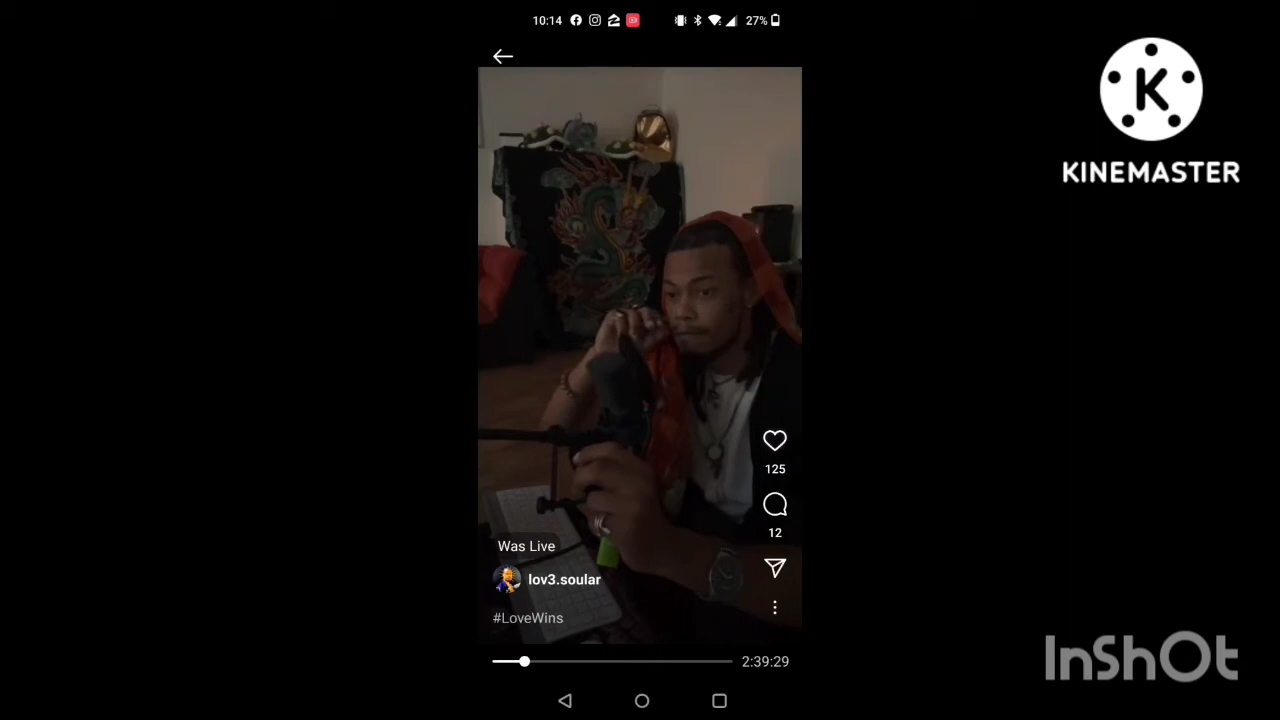 10:14
27%
KINEMASTER
125
12
Was Live
lov3.soular
#LoveWins
2:39:29
InShOt